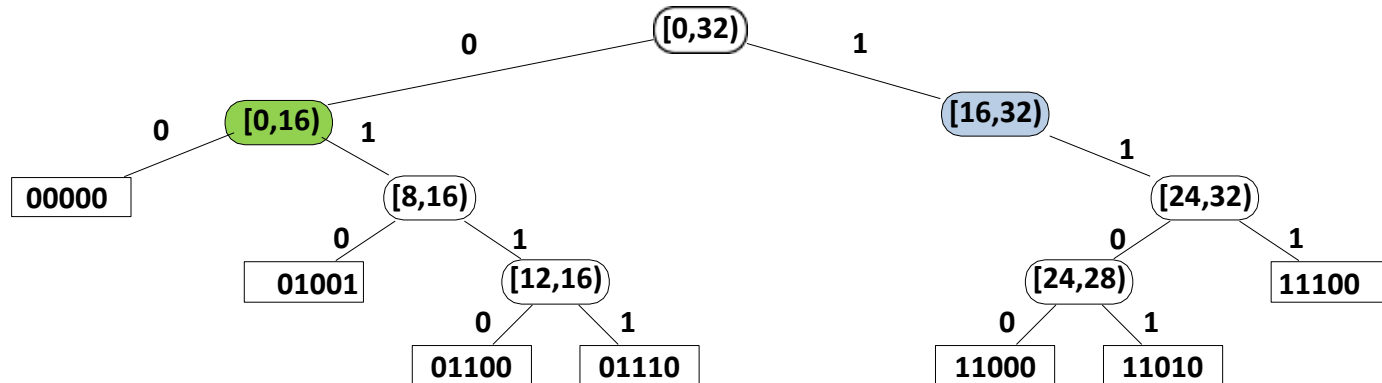 [0,32)
0 1
[0,16) [16,32)
0 1 1
00000 [8,16) [24,32)
0 1 0 1
01001 [12,16) [24,28) 11100
0 1 0 1
01100 01110 11000 11010